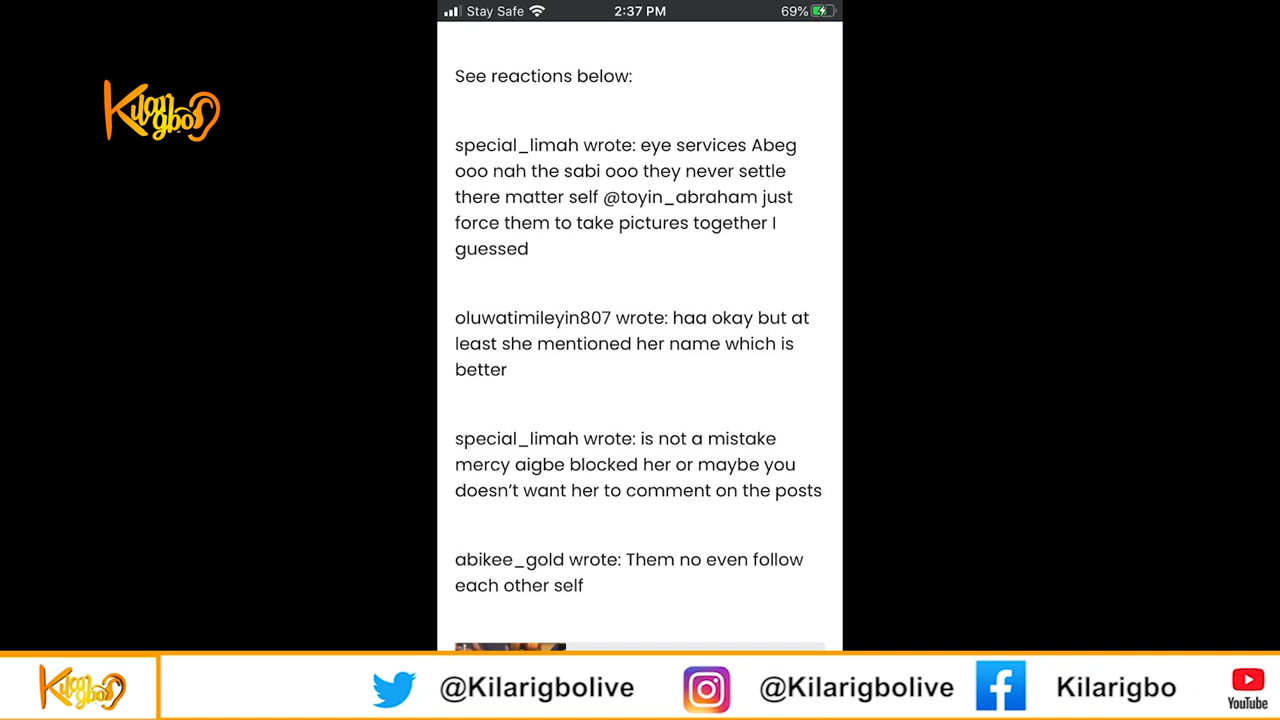 Stay Safe
2:37 PM
69%
See reactions below:
Kilarigbo
special_limah wrote: eye services Abeg
ooo nah the sabi ooo they never settle
there matter self @toyin_abraham just
force them to take pictures together I
guessed
oluwatimileyin807 wrote: haa okay but at
least she mentioned her name which is
better
special_limah wrote: is not a mistake
mercy aigbe blocked her or maybe you
doesn't want her to comment on the posts
abikee_gold wrote: Them no even follow
each other self
Kilarigbo
@Kilarigbolive
@Kilarigbolive
Kilarigbo
YouTube